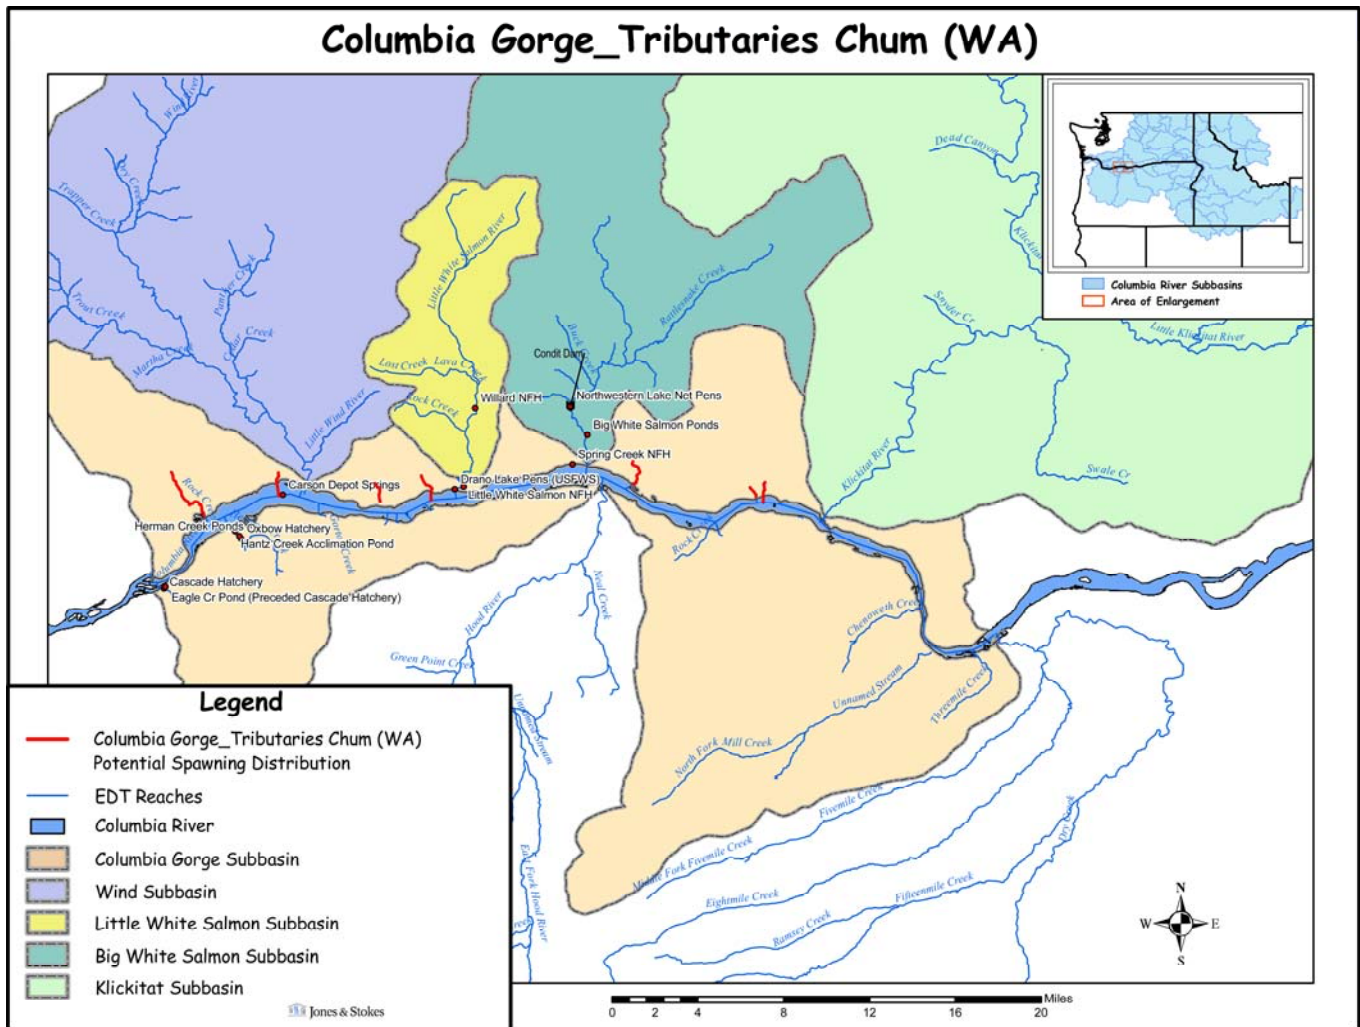 Columbia Gorge_Tributaries Chum (WA)
Wind River
Dry Creek
Trapper Creek
Panther Creek
Trout Creek
Cedar Creek
Martha Creek
Little Wind River
Little White Salmon River
Lost Creek
Lava Creek
Rock Creek
Willard NFH
Condit Dam
Buck Creek
Rattlesnake Creek
Northwestern Lake Net Pens
Big White Salmon Ponds
Spring Creek NFH
Dead Canyon
Klickitat
Snyder Cr
Little Klickitat River
Klickitat River
Swale Cr
Columbia River Subbasins
Area of Enlargement
Carson Depot Springs
Drano Lake Pens (USFWS)
Little White Salmon NFH
Herman Creek Ponds
Oxbow Hatchery
Hantz Creek Acclimation Pond
Cascade Hatchery
Eagle Cr Pond (Preceded Cascade Hatchery)
Rock Creek
Hood River
Neal Creek
Green Point Creek
Chenoweth Creek
Unnamed Stream
Threemile Creek
North Fork Mill Creek
Fivemile Creek
Middle Fork Fivemile Creek
Eightmile Creek
Fifteenmile Creek
Ramsey Creek
Dry Creek
Unnamed Stream
East Fork Hood River
Legend
Columbia Gorge_Tributaries Chum (WA)
Potential Spawning Distribution
EDT Reaches
Columbia River
Columbia Gorge Subbasin
Wind Subbasin
Little White Salmon Subbasin
Big White Salmon Subbasin
Klickitat Subbasin
Jones & Stokes
N
W
E
S
Miles
0 2 4 8 12 16 20